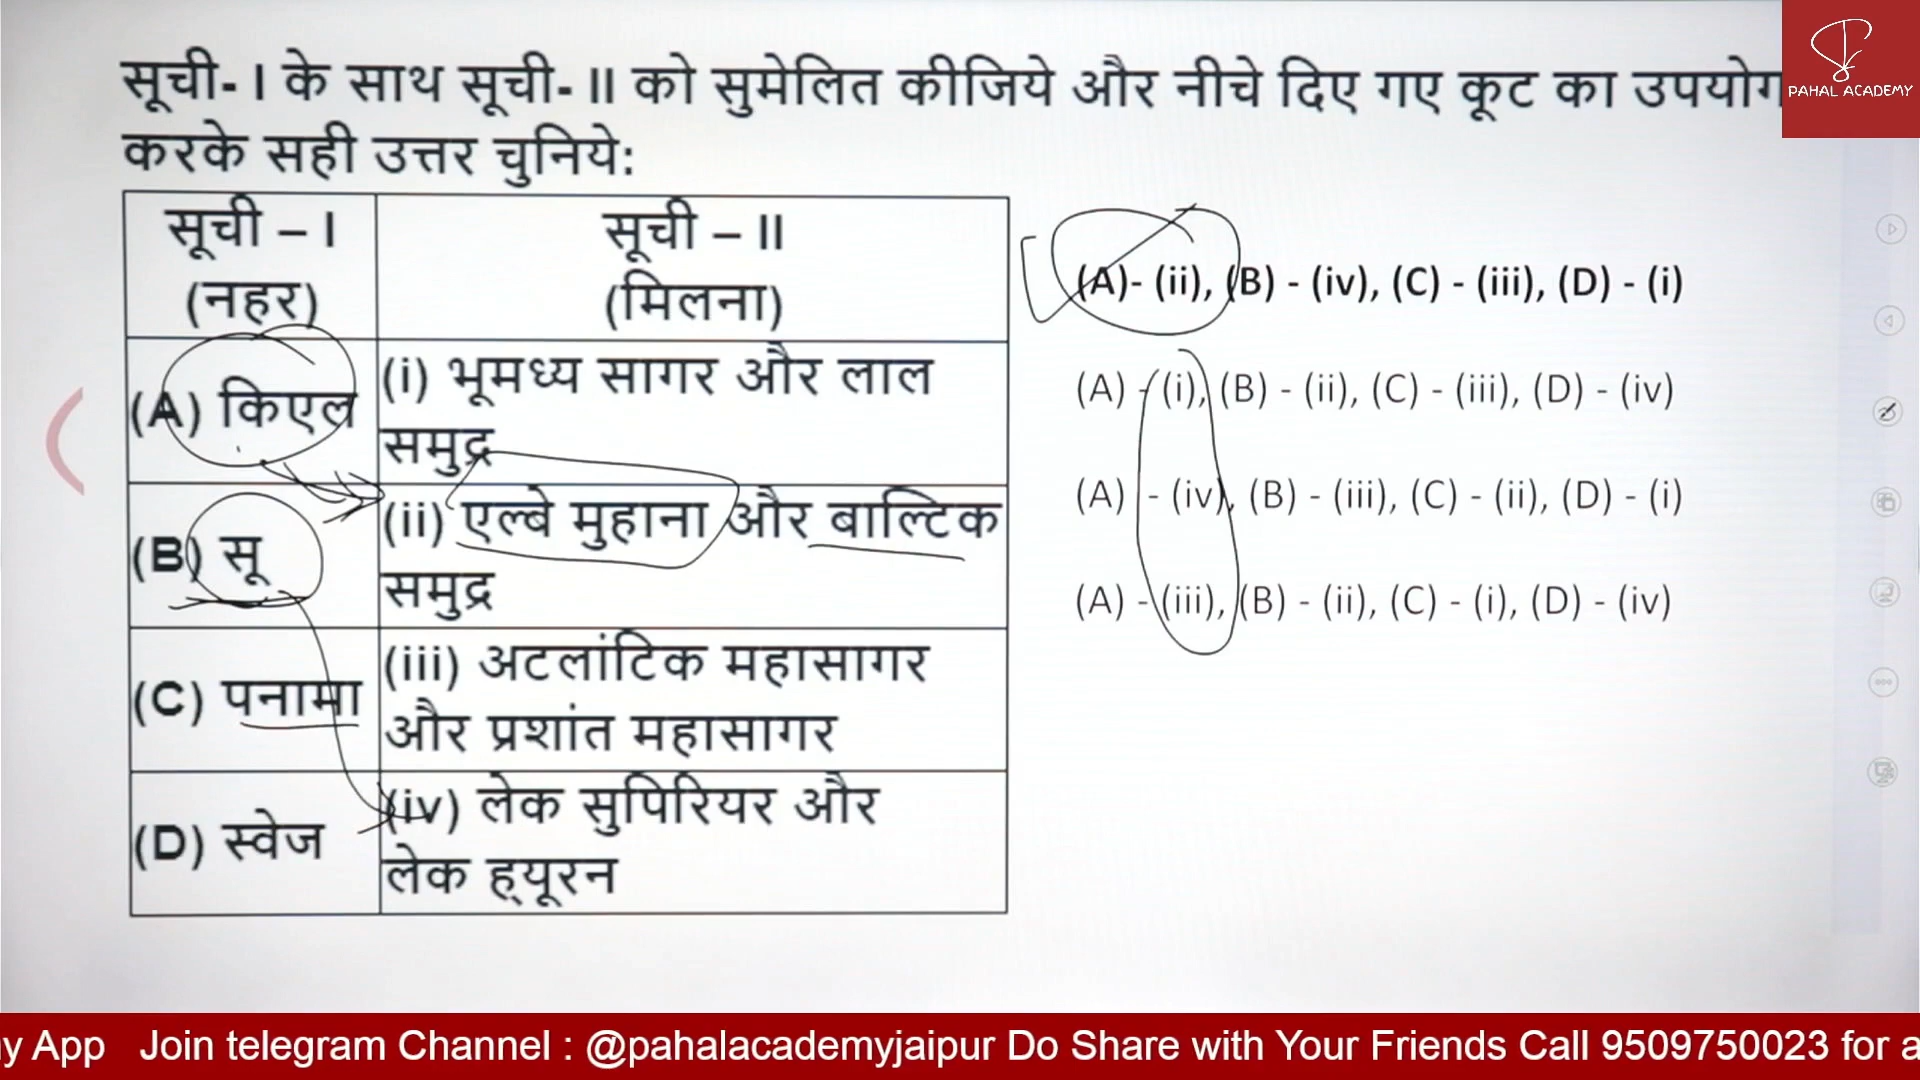 सूची- I के साथ सूची- II को सुमेलित कीजिये और नीचे दिए गए कूट का उपयोग
करके सही उत्तर चुनिये:
PAHAL ACADEMY
सूची – I
(नहर)
सूची – II
(मिलना)
(A) किएल
(i) भूमध्य सागर और लाल
समुद्र
(B) सू
(ii) एल्बे मुहाना और बाल्टिक
समुद्र
(C) पनामा
(iii) अटलांटिक महासागर
और प्रशांत महासागर
(D) स्वेज
(iv) लेक सुपिरियर और
लेक ह्यूरन
(A)- (ii), (B) - (iv), (C) - (iii), (D) - (i)
(A) - (i), (B) - (ii), (C) - (iii), (D) - (iv)
(A) - (iv), (B) - (iii), (C) - (ii), (D) - (i)
(A) - (iii), (B) - (ii), (C) - (i), (D) - (iv)
App Join telegram Channel : @pahalacademyjaipur Do Share with Your Friends Call 9509750023 for